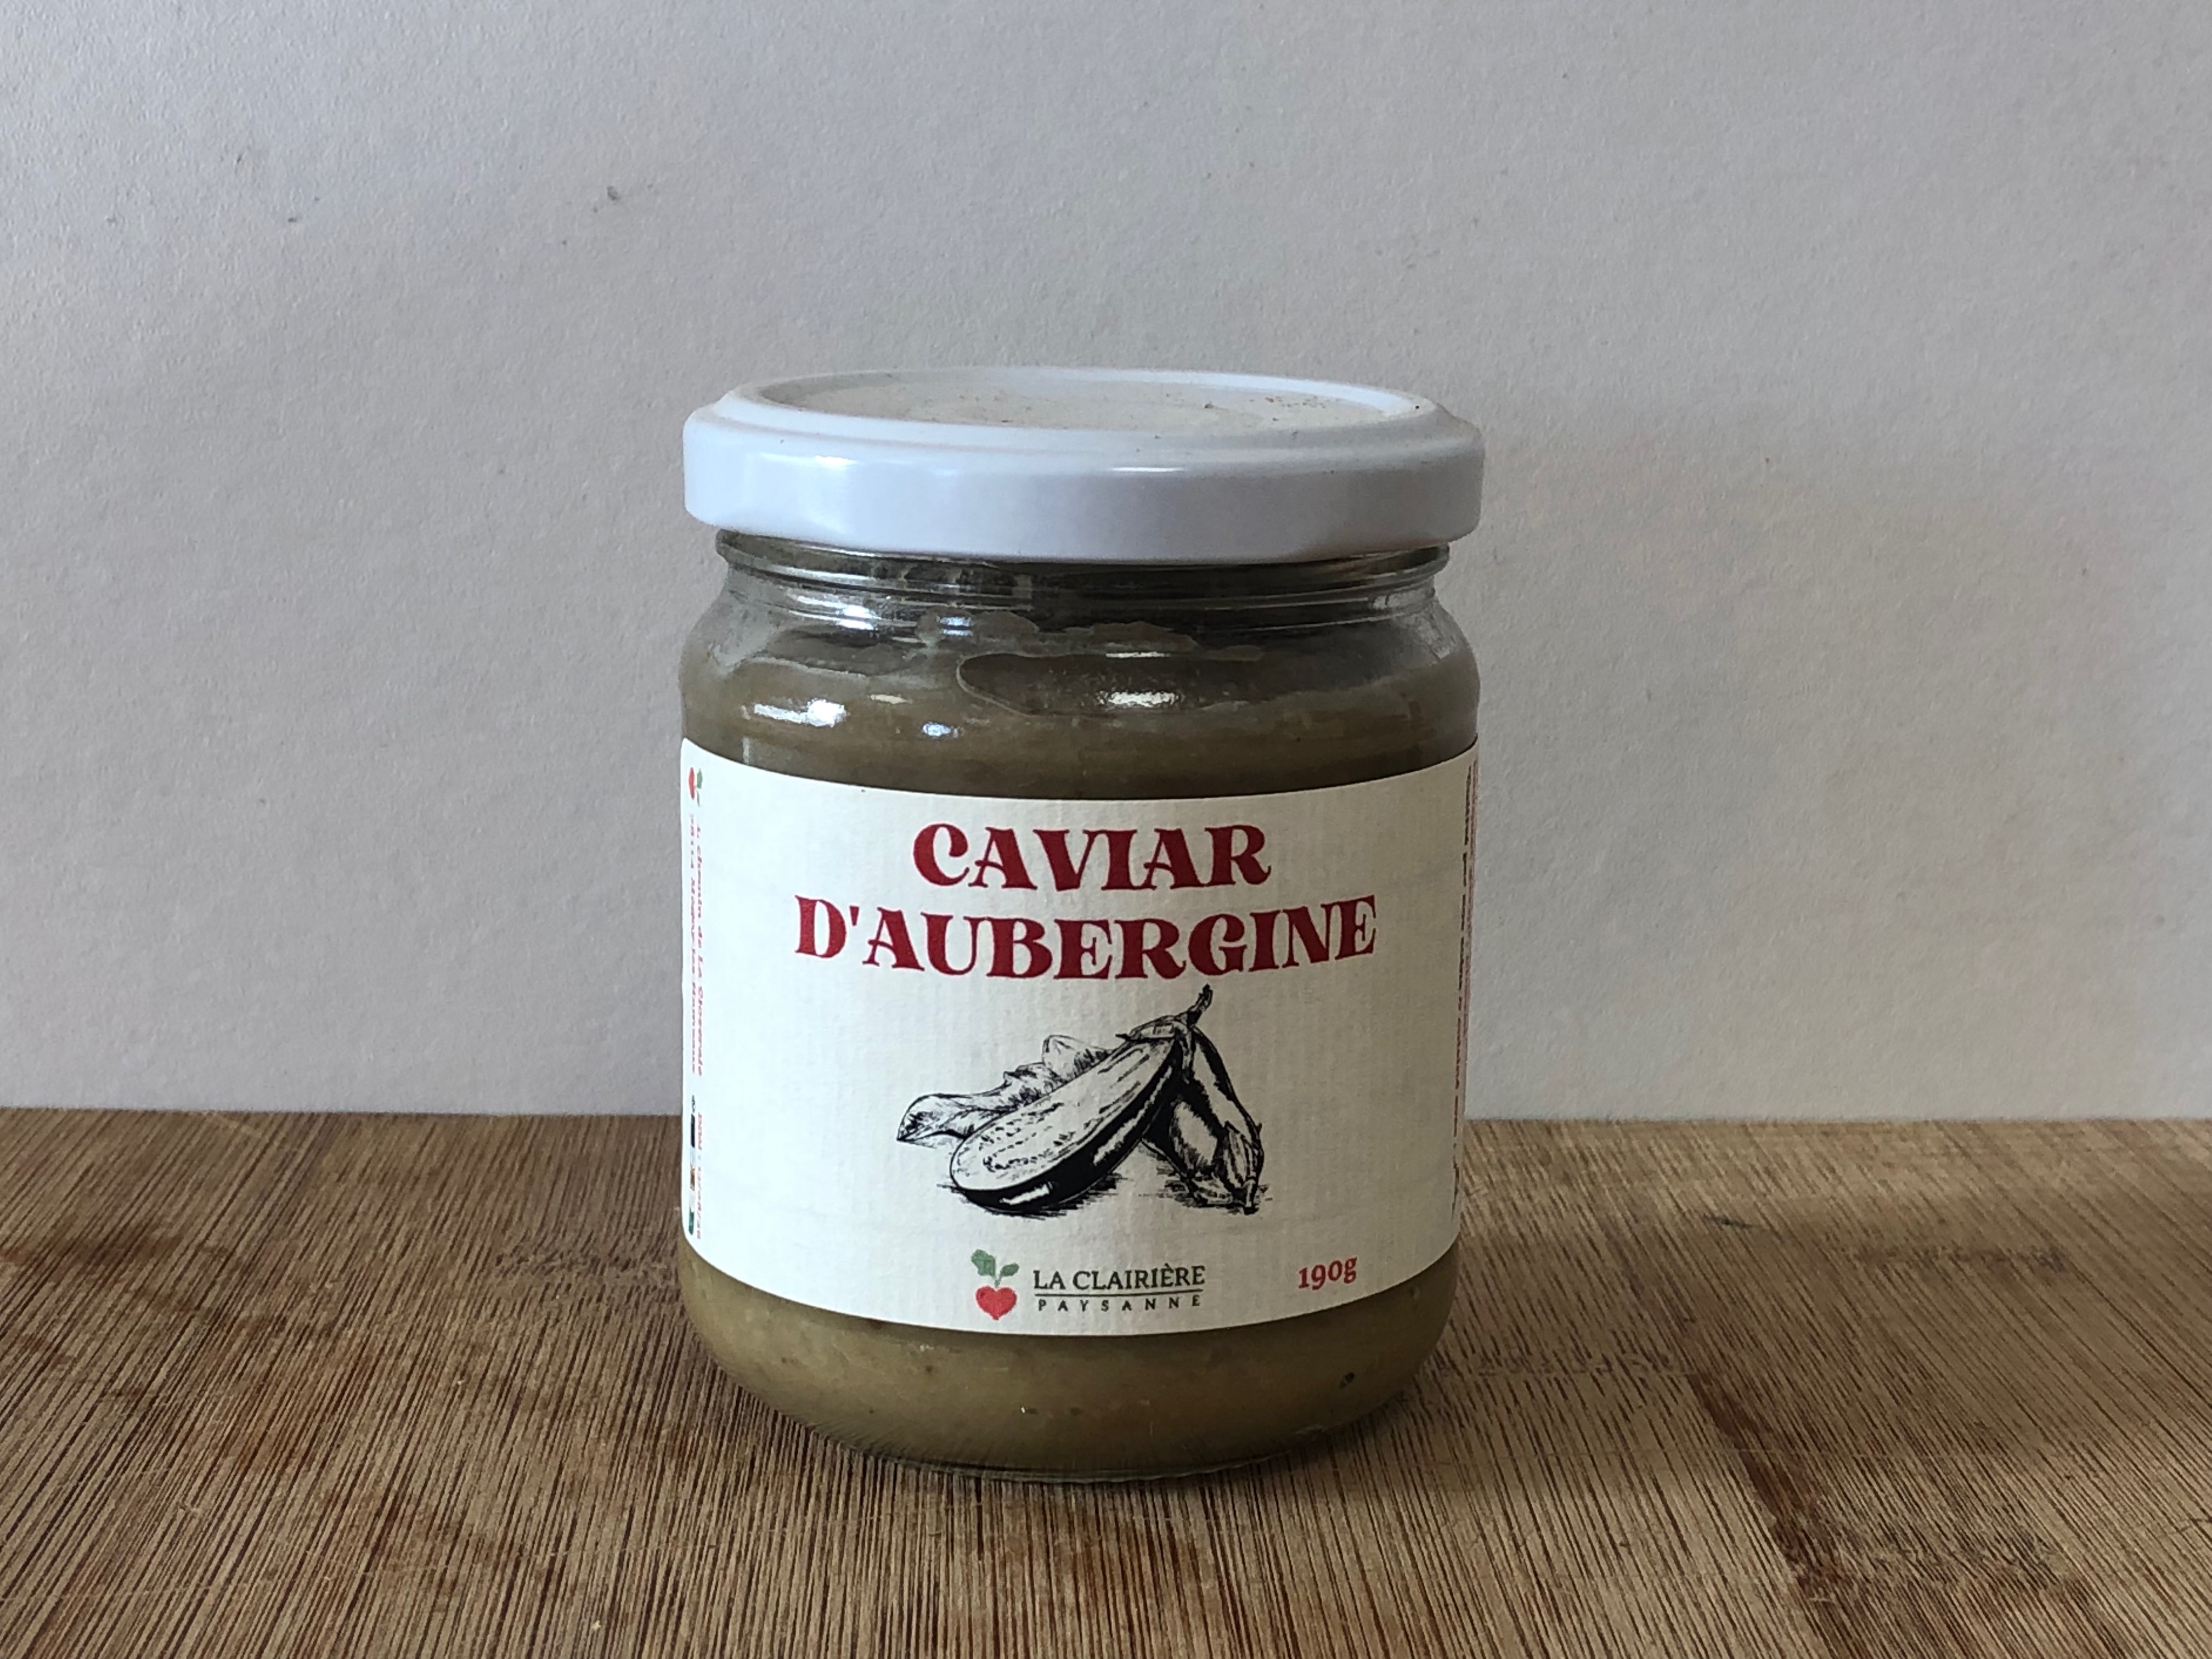 CAVIAR
D'AUBERGINE
LA CLAIRIÈRE
PAYSANNE
190g